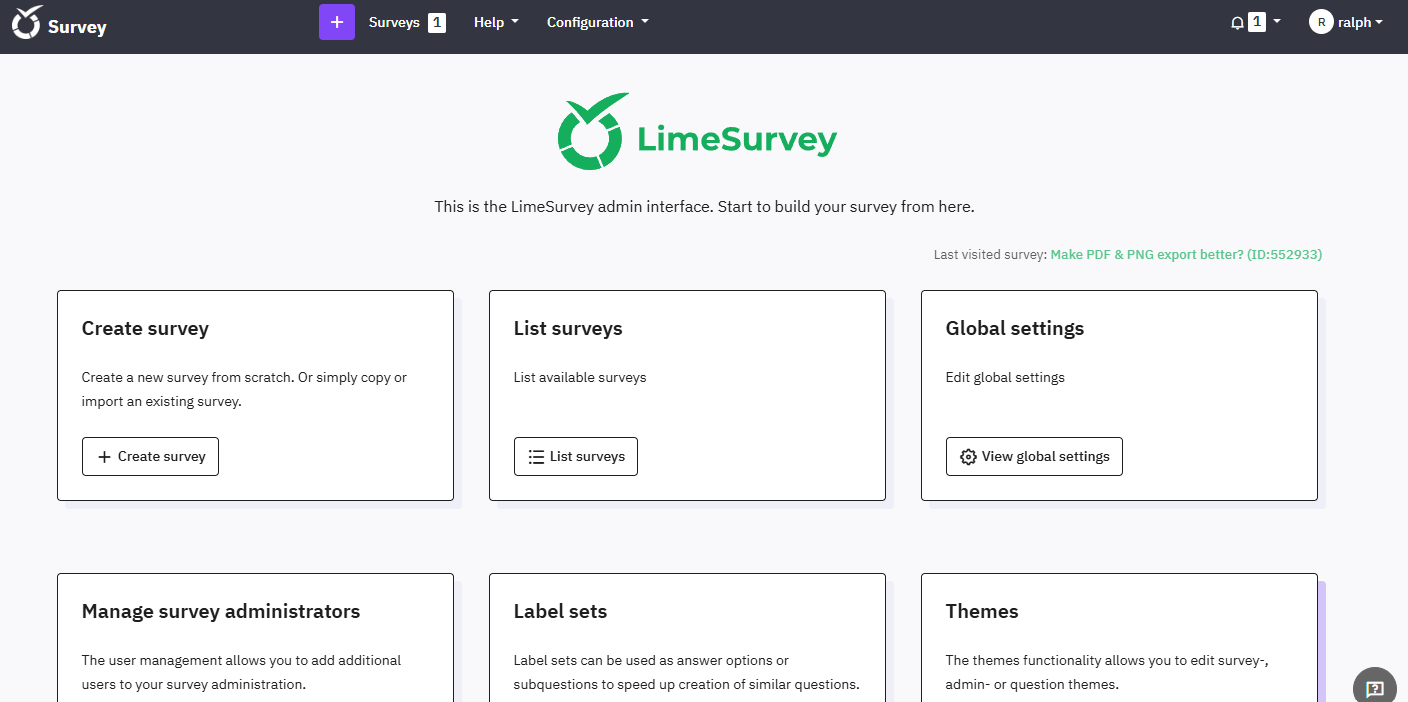 Survey
+ Surveys 1 Help Configuration 1 R ralph
LimeSurvey
This is the LimeSurvey admin interface. Start to build your survey from here.
Last visited survey: Make PDF & PNG export better? (ID:552933)
Create survey
Create a new survey from scratch. Or simply copy or
import an existing survey.
+ Create survey
List surveys
List available surveys
List surveys
Global settings
Edit global settings
View global settings
Manage survey administrators
The user management allows you to add additional
users to your survey administration.
Label sets
Label sets can be used as answer options or
subquestions to speed up creation of similar questions.
Themes
The themes functionality allows you to edit survey-,
admin- or question themes.
?